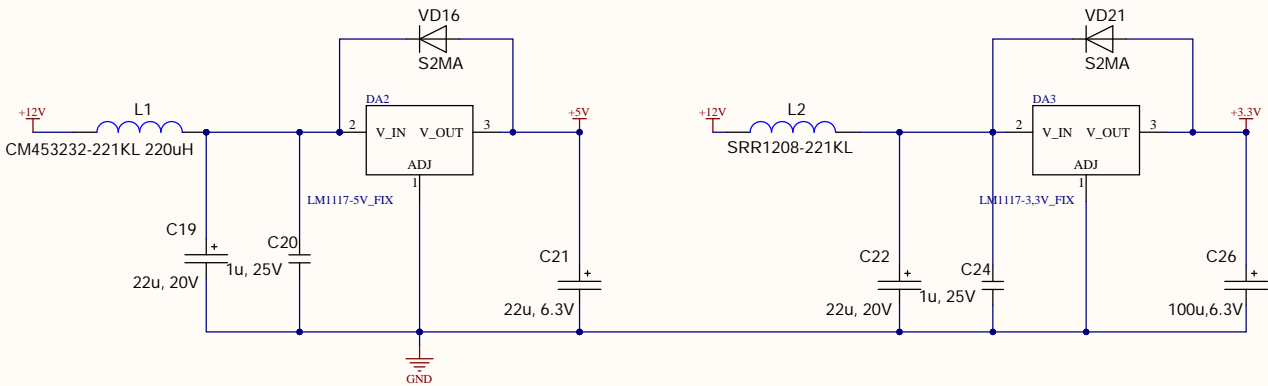 VD16
S2MA
+12V
L1
CM453232-221KL 220uH
DA2
2
V_IN
V_OUT
3
ADJ
1
LM1117-5V_FIX
+5V
C19
+
22u, 20V
C20
1u, 25V
C21
+
22u, 6.3V
GND
VD21
S2MA
+12V
L2
SRR1208-221KL
DA3
2
V_IN
V_OUT
3
ADJ
1
LM1117-3,3V_FIX
+3.3V
C22
+
22u, 20V
C24
1u, 25V
C26
+
100u,6.3V